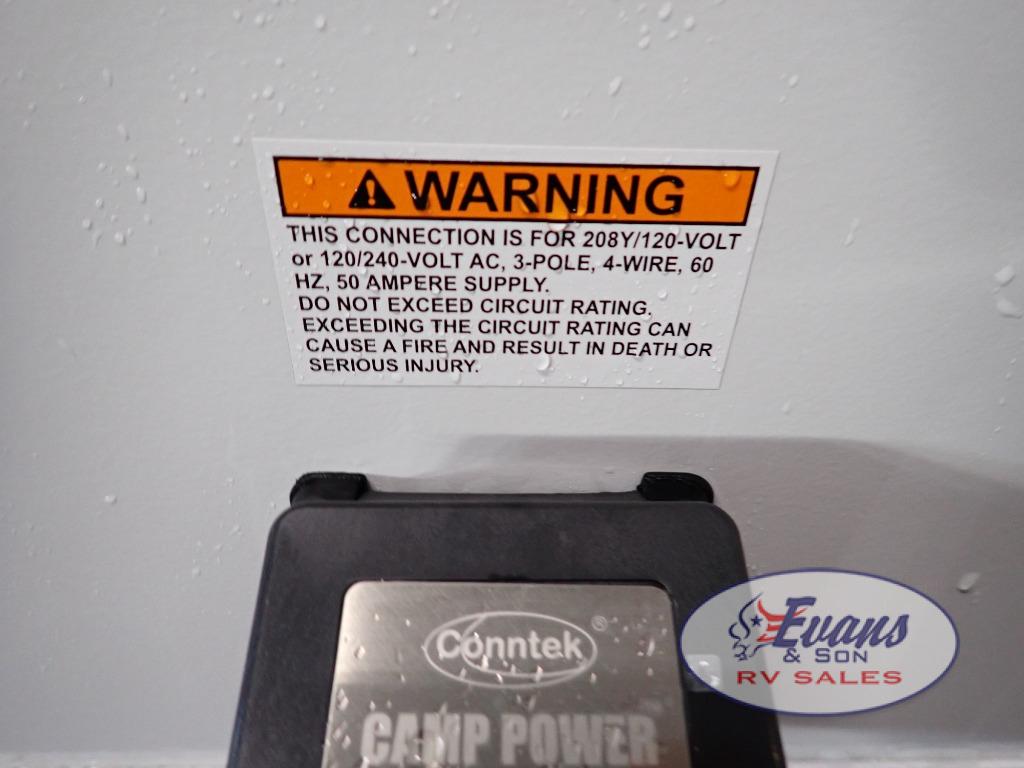 WARNING
THIS CONNECTION IS FOR 208Y/120-VOLT
or 120/240-VOLT AC, 3-POLE, 4-WIRE, 60
HZ, 50 AMPERE SUPPLY.
DO NOT EXCEED CIRCUIT RATING.
EXCEEDING THE CIRCUIT RATING CAN
CAUSE A FIRE AND RESULT IN DEATH OR
SERIOUS INJURY.
Conntek®
CAMP POWER
Evans
& SON
RV SALES